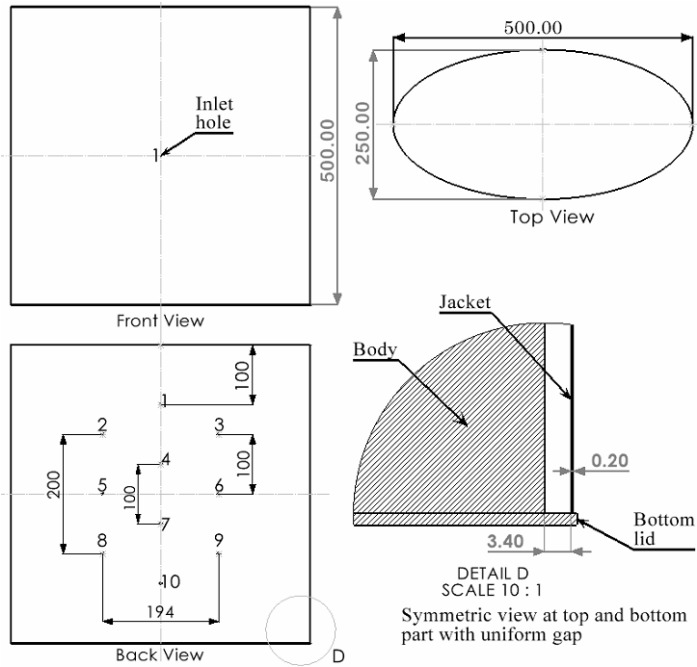 Inlet
hole
1
500.00
Front View
500.00
250.00
Top View
100
1
2
3
4
200
100
100
5
6
7
8
9
10
194
Back View
D
Jacket
Body
0.20
Bottom
lid
3.40
DETAIL D
SCALE 10 : 1
Symmetric view at top and bottom
part with uniform gap